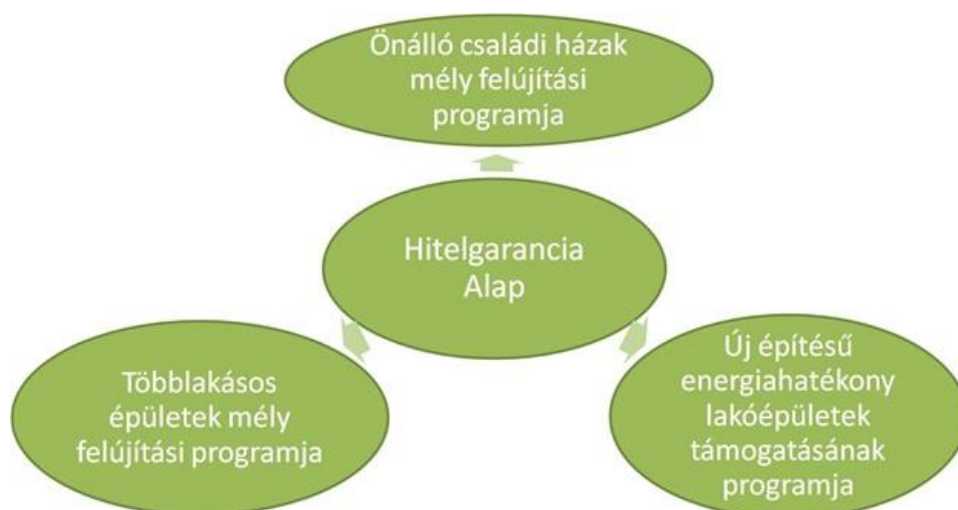 Önálló családi házak
mély felújítási
programja
Hitelgarancia
Alap
Többlakásos
épületek mély
felújítási programja
Új építésű
energiahatékony
lakóépületek
támogatásának
programja